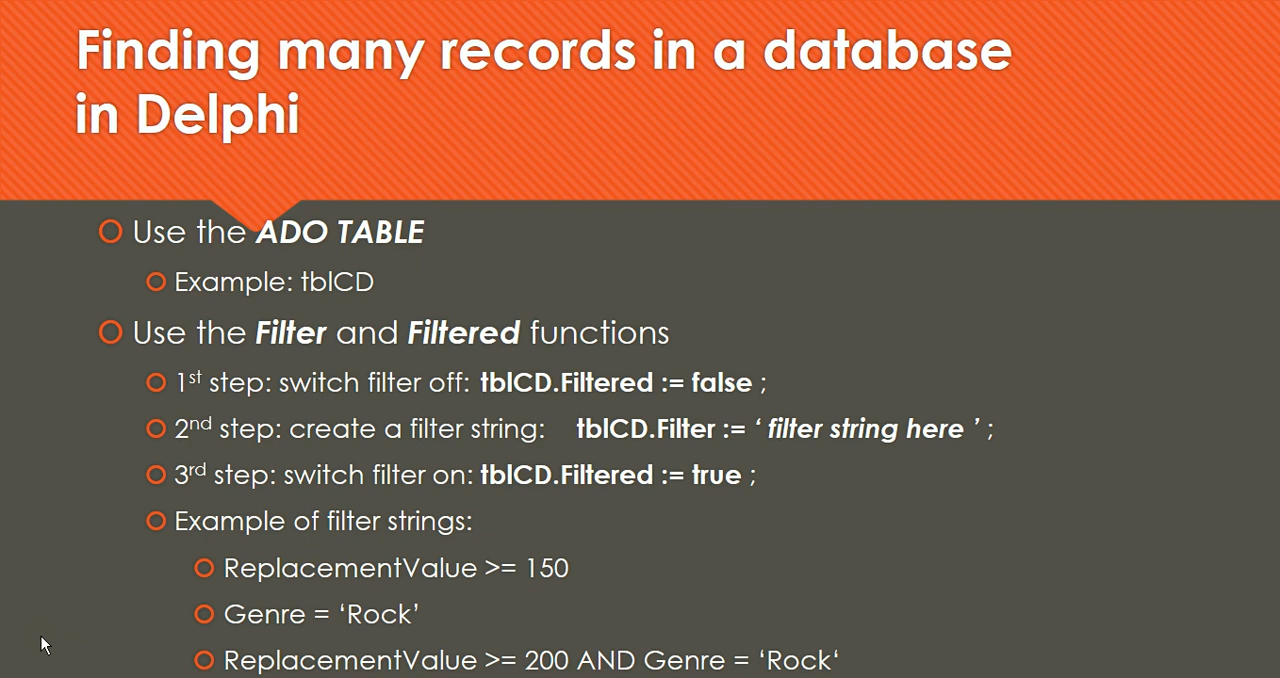 Finding many records in a database
in Delphi
Use the ADO TABLE
Example: tblCD
Use the Filter and Filtered functions
1st step: switch filter off: tblCD.Filtered := false ;
2nd step: create a filter string: tblCD.Filter := ‘ filter string here ’ ;
3rd step: switch filter on: tblCD.Filtered := true ;
Example of filter strings:
ReplacementValue >= 150
Genre = ‘Rock’
ReplacementValue >= 200 AND Genre = ‘Rock‘